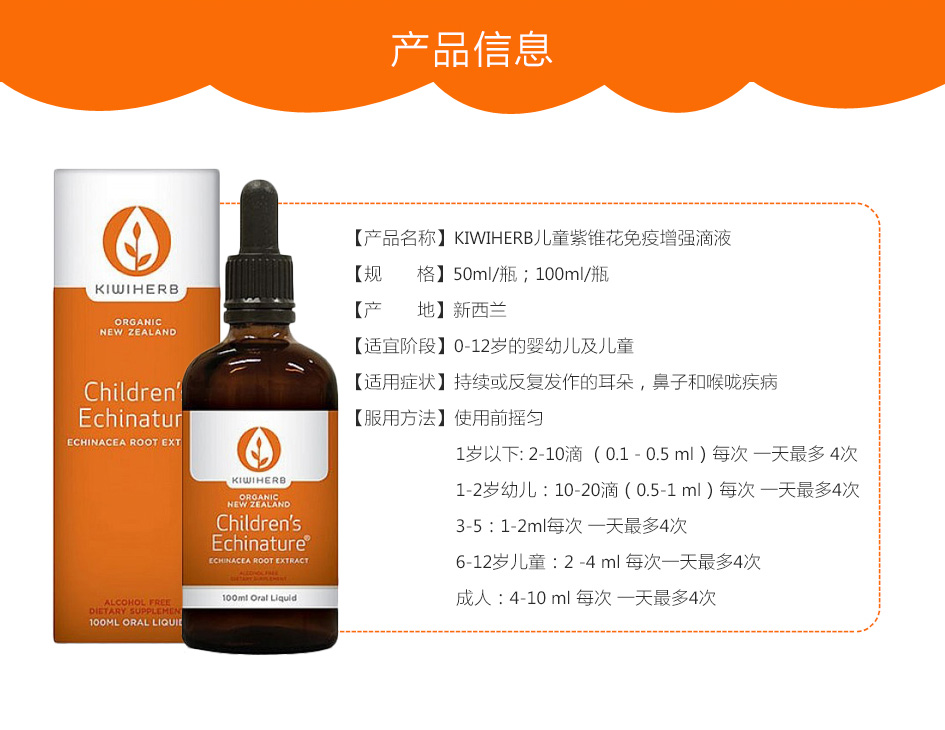 产品信息
KIWIHERB
ORGANIC
NEW ZEALAND
Children's
Echinatur
ECHINACEA ROOT EXT
ALCOHOL FREE
DIETARY SUPPLEMEN
100ML ORAL LIQUID
KIWIHERB
ORGANIC
NEW ZEALAND
Children's
Echinature®
ECHINACEA ROOT EXTRACT
ALCOHOL FREE
DIETARY SUPPLEMENT
100ml Oral Liquid
【产品名称】KIWIHERB儿童紫锥花免疫增强滴液
【规 格】50ml/瓶；100ml/瓶
【产 地】新西兰
【适宜阶段】0-12岁的婴幼儿及儿童
【适用症状】持续或反复发作的耳朵，鼻子和喉咙疾病
【服用方法】使用前摇匀
1岁以下: 2-10滴 （0.1 - 0.5 ml）每次 一天最多 4次
1-2岁幼儿：10-20滴（0.5-1 ml）每次 一天最多4次
3-5：1-2ml每次 一天最多4次
6-12岁儿童：2 -4 ml 每次一天最多4次
成人：4-10 ml 每次 一天最多4次